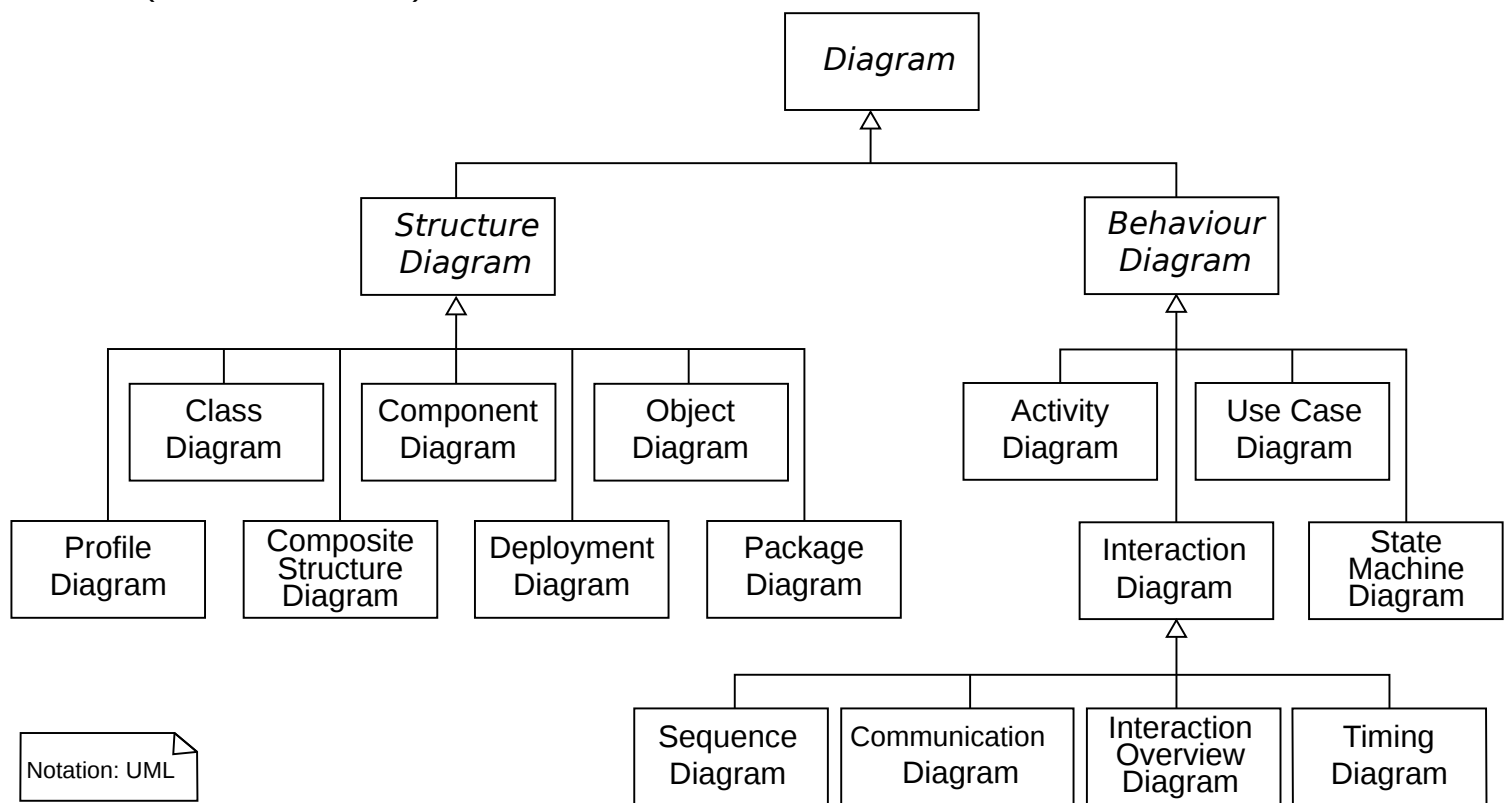 Diagram
Structure
Diagram
Behaviour
Diagram
Class
Diagram
Component
Diagram
Object
Diagram
Activity
Diagram
Use Case
Diagram
Profile
Diagram
Composite
Structure
Diagram
Deployment
Diagram
Package
Diagram
Interaction
Diagram
State
Machine
Diagram
Sequence
Diagram
Communication
Diagram
Interaction
Overview
Diagram
Timing
Diagram
Notation: UML